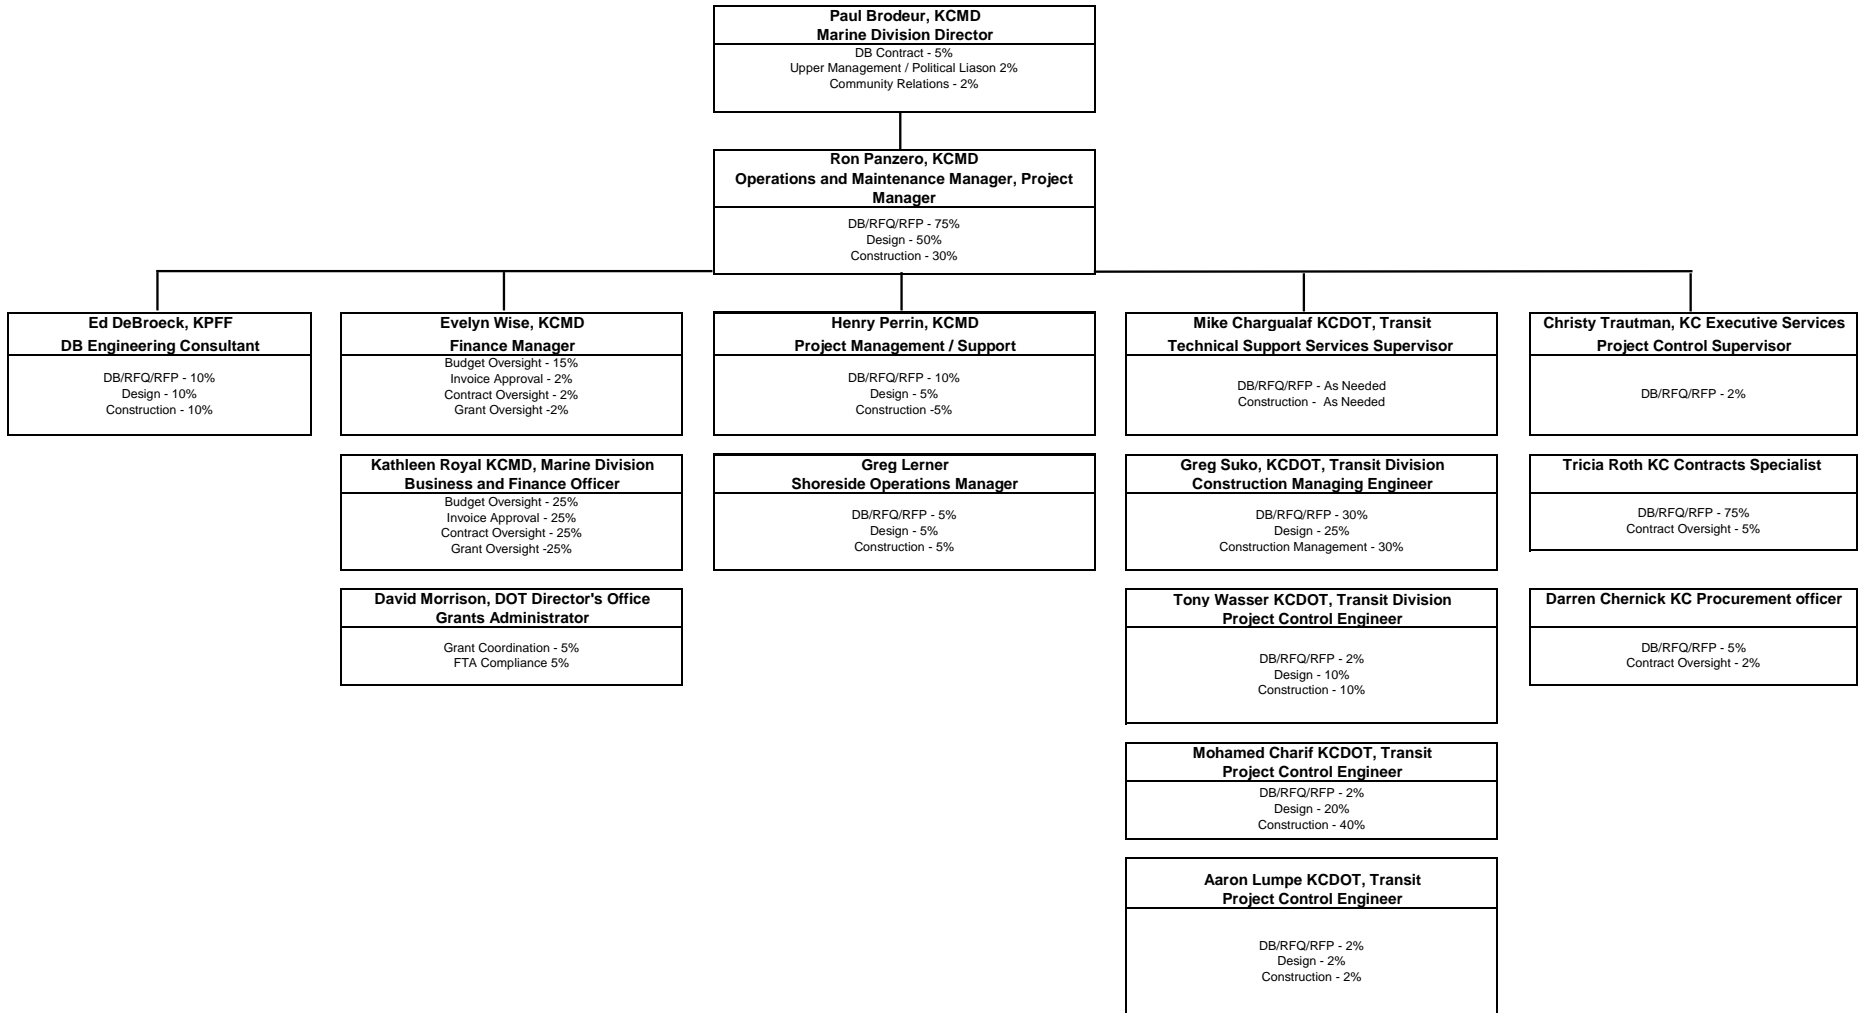 Paul Brodeur, KCMD
Marine Division Director
DB Contract - 5%
Upper Management / Political Liason 2%
Community Relations - 2%
Ron Panzero, KCMD
Operations and Maintenance Manager, Project
Manager
DB/RFQ/RFP - 75%
Design - 50%
Construction - 30%
Ed DeBroeck, KPFF
DB Engineering Consultant
DB/RFQ/RFP - 10%
Design - 10%
Construction - 10%
Evelyn Wise, KCMD
Finance Manager
Budget Oversight - 15%
Invoice Approval - 2%
Contract Oversight - 2%
Grant Oversight -2%
Kathleen Royal KCMD, Marine Division
Business and Finance Officer
Budget Oversight - 25%
Invoice Approval - 25%
Contract Oversight - 25%
Grant Oversight -25%
David Morrison, DOT Director's Office
Grants Administrator
Grant Coordination - 5%
FTA Compliance 5%
Henry Perrin, KCMD
Project Management / Support
DB/RFQ/RFP - 10%
Design - 5%
Construction -5%
Greg Lerner
Shoreside Operations Manager
DB/RFQ/RFP - 5%
Design - 5%
Construction - 5%
Mike Chargualaf KCDOT, Transit
Technical Support Services Supervisor
DB/RFQ/RFP - As Needed
Construction - As Needed
Greg Suko, KCDOT, Transit Division
Construction Managing Engineer
DB/RFQ/RFP - 30%
Design - 25%
Construction Management - 30%
Tony Wasser KCDOT, Transit Division
Project Control Engineer
DB/RFQ/RFP - 2%
Design - 10%
Construction - 10%
Mohamed Charif KCDOT, Transit
Project Control Engineer
DB/RFQ/RFP - 2%
Design - 20%
Construction - 40%
Aaron Lumpe KCDOT, Transit
Project Control Engineer
DB/RFQ/RFP - 2%
Design - 2%
Construction - 2%
Christy Trautman, KC Executive Services
Project Control Supervisor
DB/RFQ/RFP - 2%
Tricia Roth KC Contracts Specialist
DB/RFQ/RFP - 75%
Contract Oversight - 5%
Darren Chernick KC Procurement officer
DB/RFQ/RFP - 5%
Contract Oversight - 2%